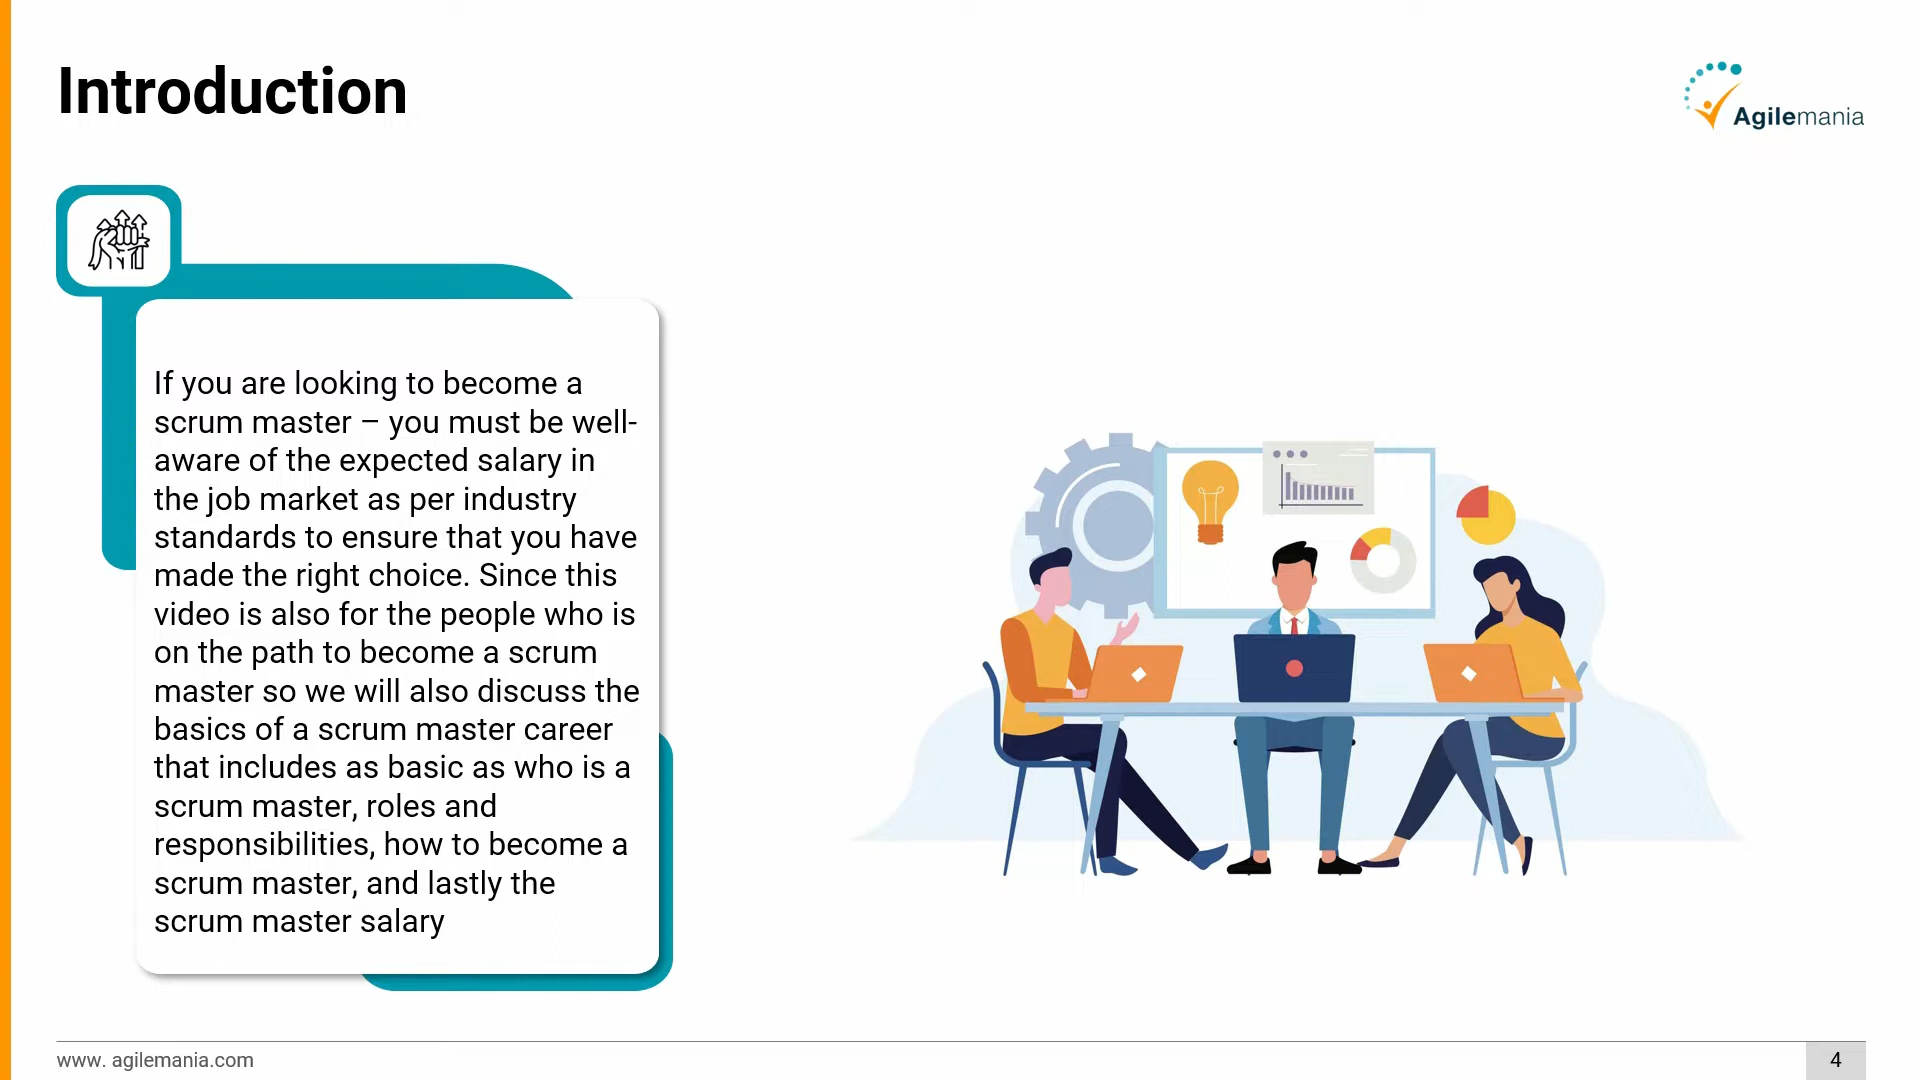 Introduction
Agilemania
If you are looking to become a
scrum master – you must be well-
aware of the expected salary in
the job market as per industry
standards to ensure that you have
made the right choice. Since this
video is also for the people who is
on the path to become a scrum
master so we will also discuss the
basics of a scrum master career
that includes as basic as who is a
scrum master, roles and
responsibilities, how to become a
scrum master, and lastly the
scrum master salary
www. agilemania.com
4